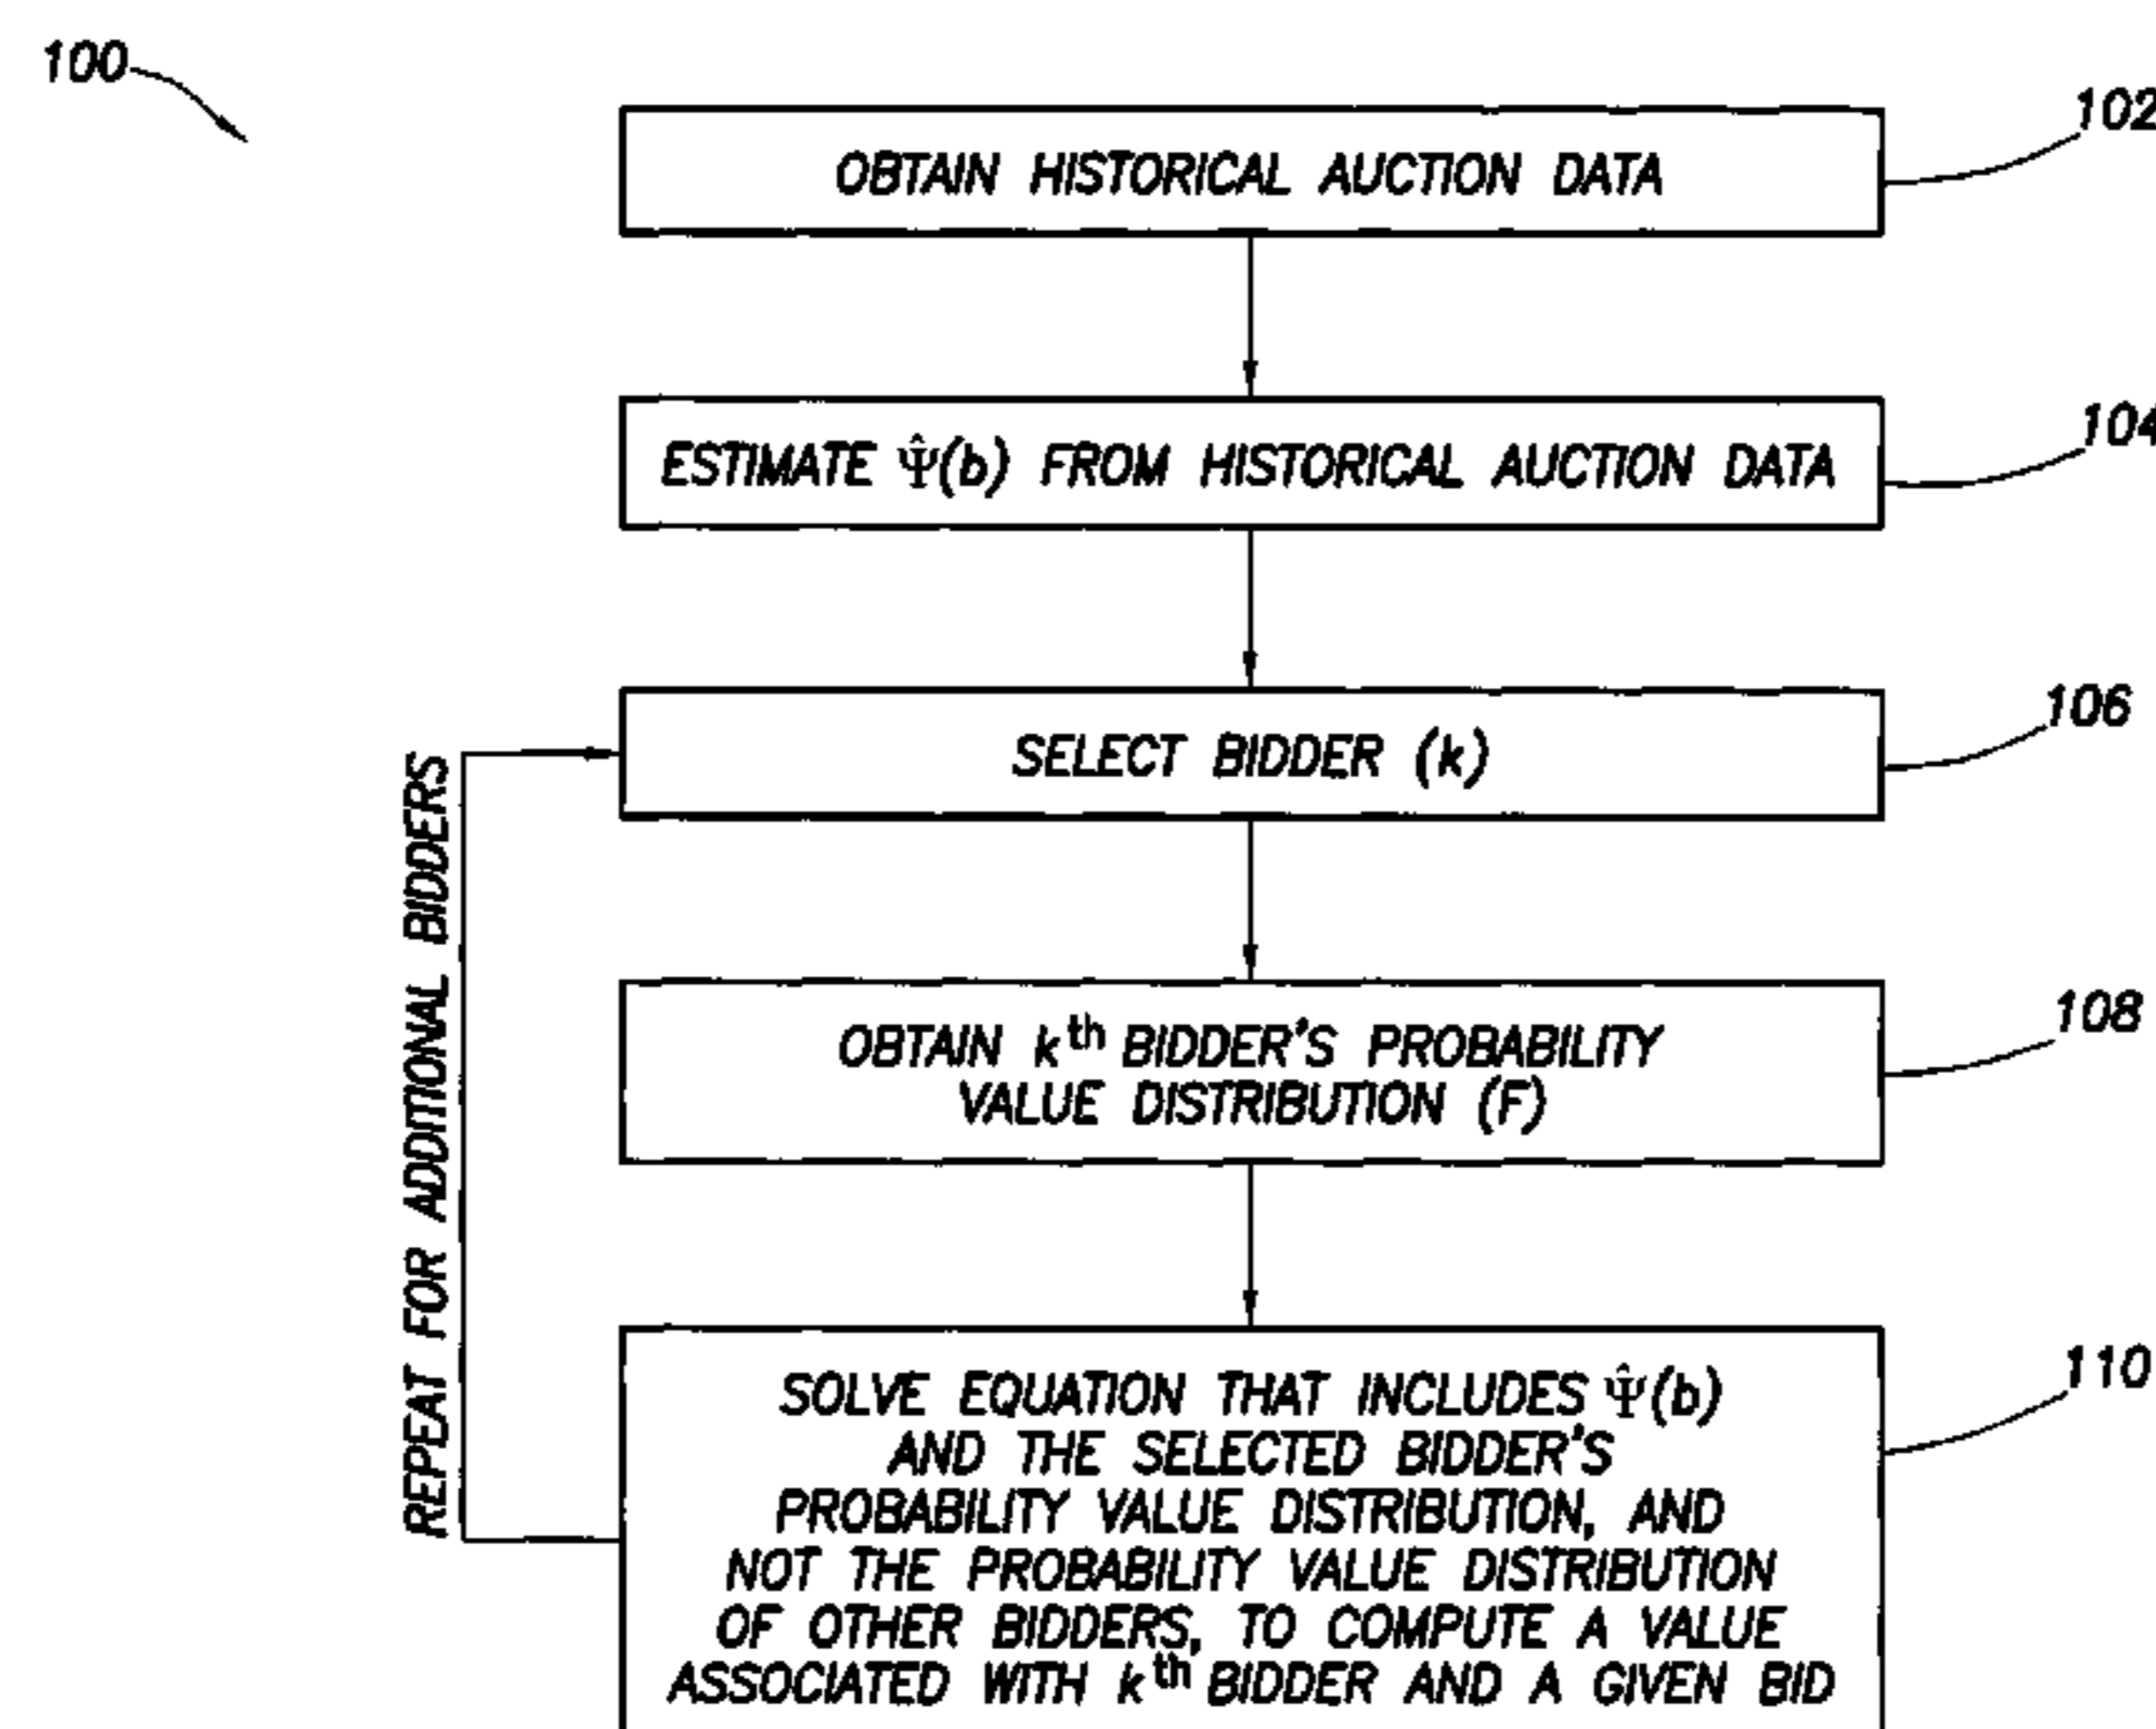 100
OBTAIN HISTORICAL AUCTION DATA
102
ESTIMATE Ψ̂(b) FROM HISTORICAL AUCTION DATA
104
SELECT BIDDER (k)
106
REPEAT FOR ADDITIONAL BIDDERS
OBTAIN kth BIDDER'S PROBABILITY
VALUE DISTRIBUTION (F)
108
SOLVE EQUATION THAT INCLUDES Ψ̂(b)
AND THE SELECTED BIDDER'S
PROBABILITY VALUE DISTRIBUTION, AND
NOT THE PROBABILITY VALUE DISTRIBUTION
OF OTHER BIDDERS, TO COMPUTE A VALUE
ASSOCIATED WITH kth BIDDER AND A GIVEN BID
110